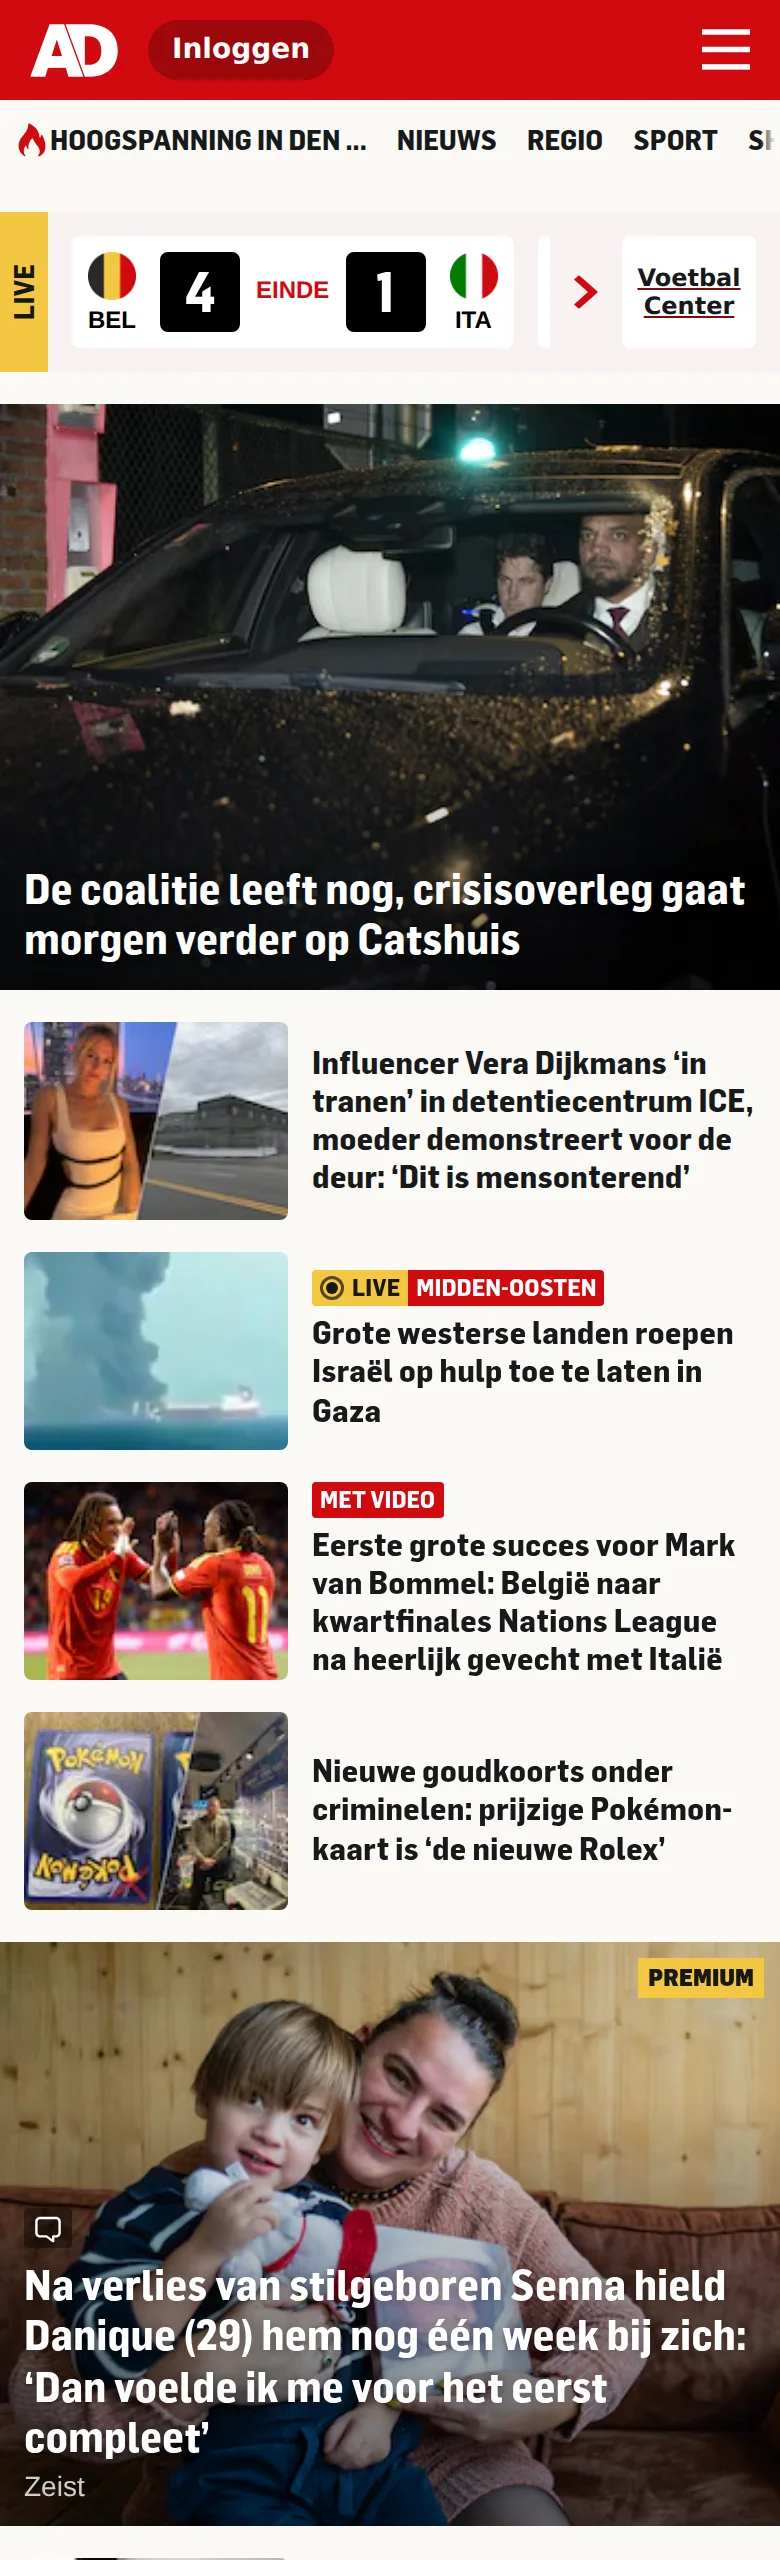 AD
Inloggen
HOOGSPANNING IN DEN ...
NIEUWS
REGIO
SPORT
LIVE
BEL
4
EINDE
1
ITA
Voetbal
Center
De coalitie leeft nog, crisisoverleg gaat
morgen verder op Catshuis
Influencer Vera Dijkmans ‘in
tranen’ in detentiecentrum ICE,
moeder demonstreert voor de
deur: ‘Dit is mensonterend’
LIVE MIDDEN-OOSTEN
Grote westerse landen roepen
Israël op hulp toe te laten in
Gaza
MET VIDEO
Eerste grote succes voor Mark
van Bommel: België naar
kwartfinales Nations League
na heerlijk gevecht met Italië
19
11
POKéMON
POKéMON
Nieuwe goudkoorts onder
criminelen: prijzige Pokémon-
kaart is ‘de nieuwe Rolex’
PREMIUM
Na verlies van stilgeboren Senna hield
Danique (29) hem nog één week bij zich:
‘Dan voelde ik me voor het eerst
compleet’
Zeist